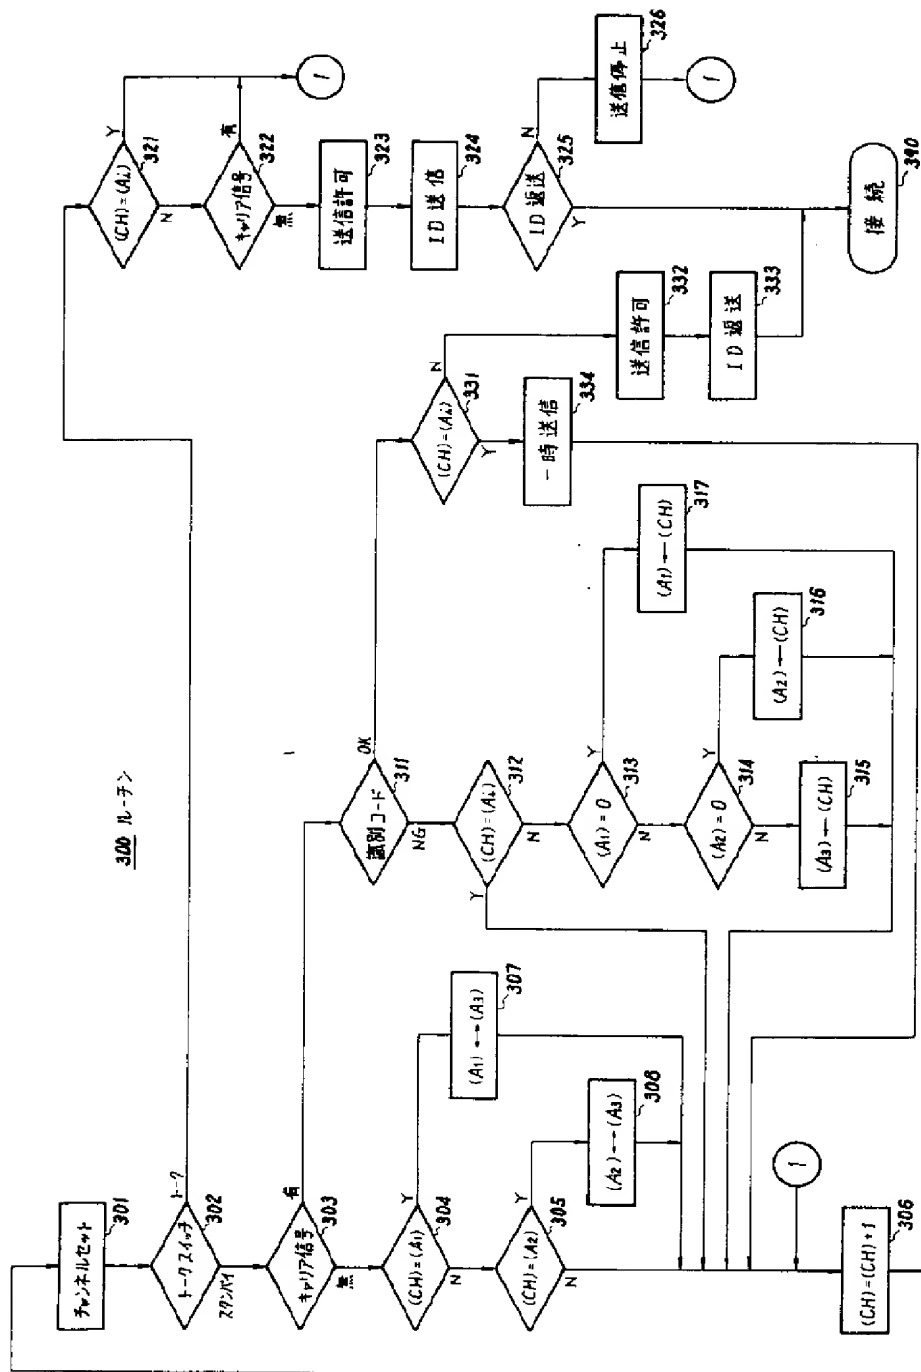 300 ルーチン
チャンネルセット
301
トークスイッチ
302
トーク
スタンバイ
キャリア信号
303
有
無
(CH)=(A1)
304
Y
N
(CH)=(A2)
305
Y
N
(A1)↔(A3)
307
(A2)↔(A3)
308
1
(CH)=(CH)+1
306
識別コード
311
OK
NG
(CH)=(Ai)
312
Y
N
(A1)=0
313
Y
N
(A2)=0
314
Y
N
(A3)←(CH)
315
(A2)←(CH)
316
(A1)←(CH)
317
(CH)=(Ai)
331
N
Y
一時送信
334
送信許可
332
ID返送
333
(CH)=(Ai)
321
Y
N
キャリア信号
322
有
無
1
送信許可
323
ID送信
324
ID返送
325
N
Y
送信停止
326
1
接続
340